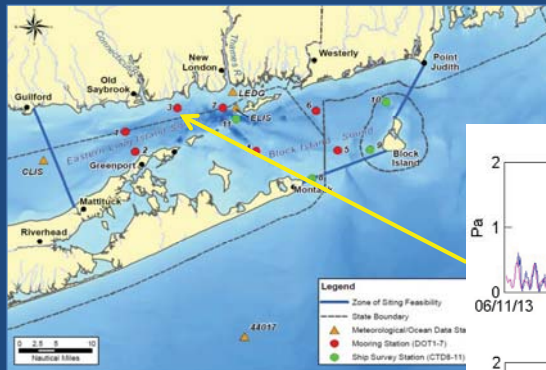 Connecticut R.
Thames R.
New
London
Westerly
Point
Judith
Old
Saybrook
Guilford
LEDG
ELIS
3
7
6
10
11
1
2
4
5
9
8
Eastern Long Island
Block Island Sound
CLIS
Greenport
Block
Island
Montauk
Mattituck
Riverhead
44017
Legend
Zone of Siting Feasibility
State Boundary
Meteorological/Ocean Data Sta
Mooring Station (DOT1-7)
Ship Survey Station (CTD8-11)
0 2.5 5 10
Nautical Miles
2
1
Pa
0
06/11/13
2